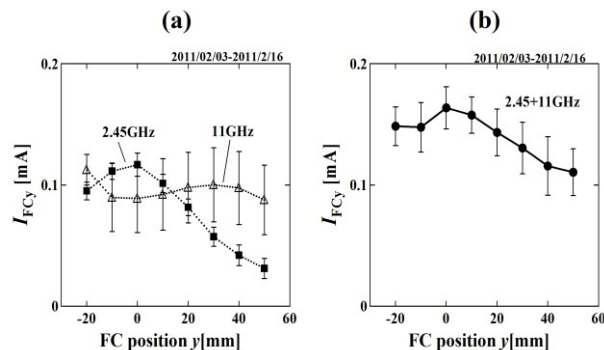 (a)
2011/02/03-2011/2/16
0.2
2.45GHz
11GHz
0.1
I_FCy [mA]
0
-20 0 20 40 60
FC position y[mm]
(b)
2011/02/03-2011/2/16
0.2
2.45+11GHz
0.1
I_FCy [mA]
0
-20 0 20 40 60
FC position y[mm]